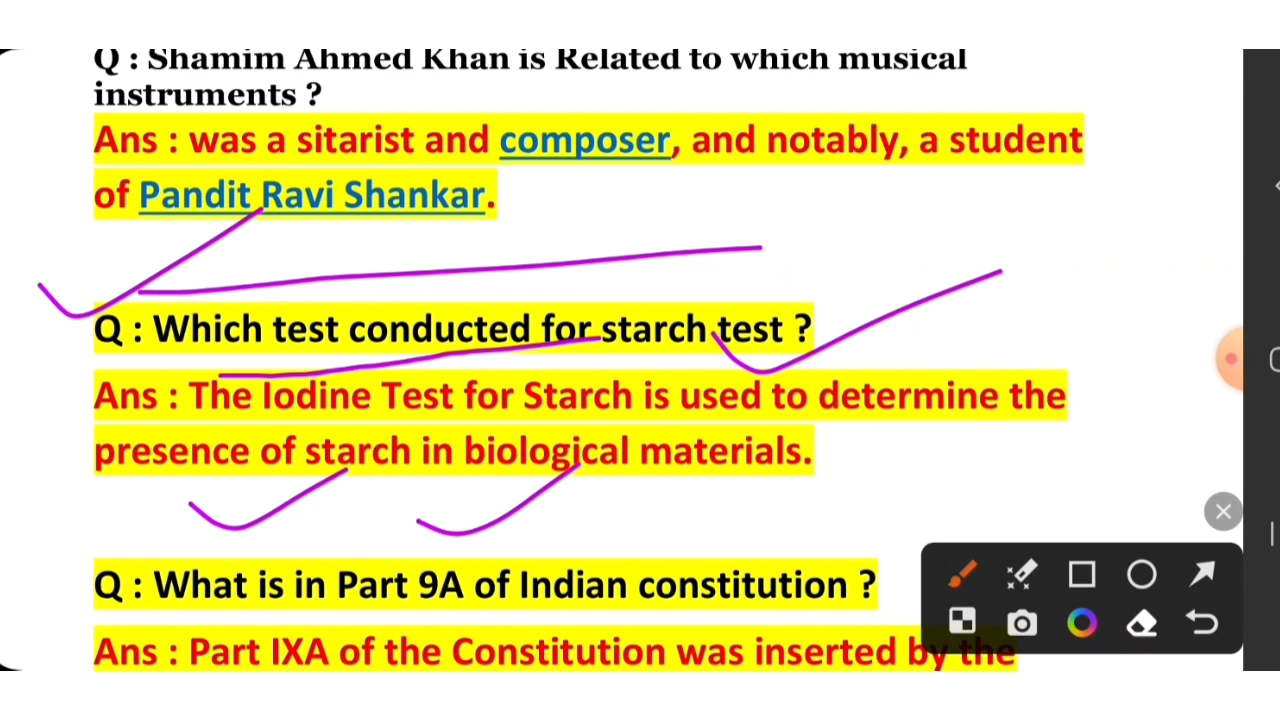 Q : Shamim Ahmed Khan is Related to which musical
instruments ?
Ans : was a sitarist and composer, and notably, a student
of Pandit Ravi Shankar.
Q : Which test conducted for starch test ?
Ans : The Iodine Test for Starch is used to determine the
presence of starch in biological materials.
Q : What is in Part 9A of Indian constitution ?
Ans : Part IXA of the Constitution was inserted by the